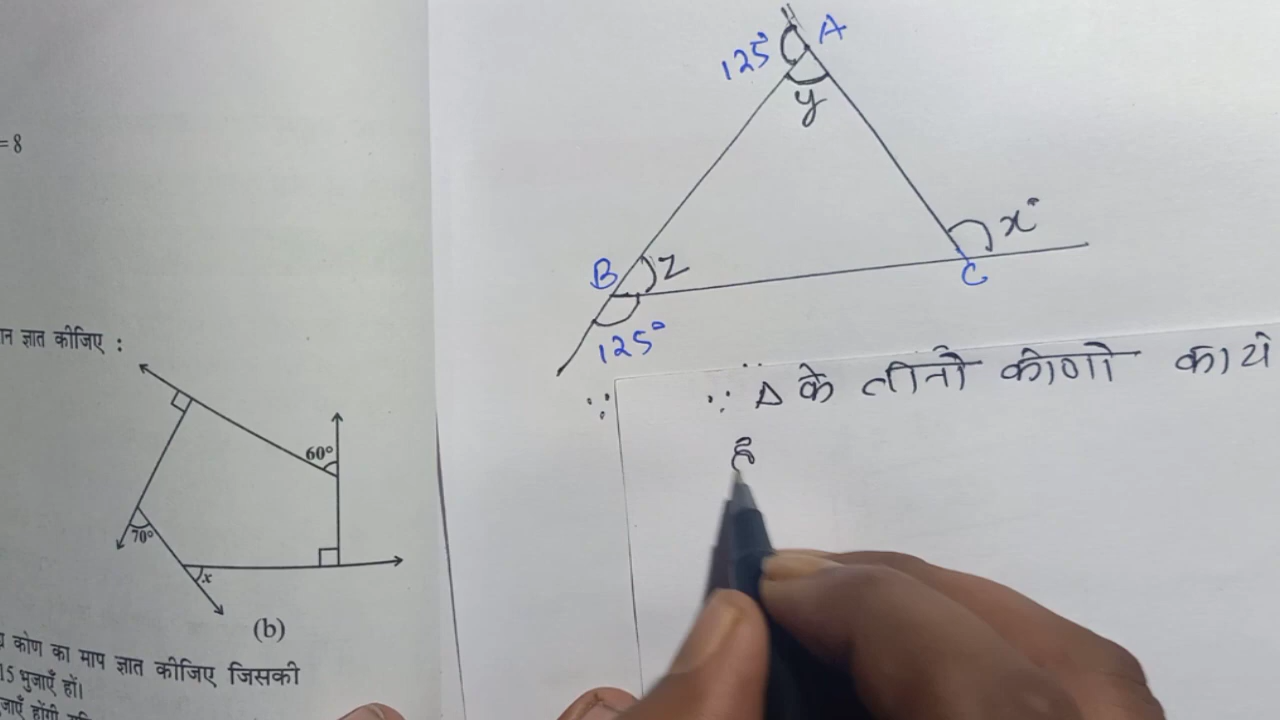 =8
ान ज्ञात कीजिए :
60°
70°
x
(b)
कोण का माप ज्ञात कीजिए जिसकी
15 भुजाएँ हों।
125° A
y
x°
B z
C
125°
∵ ∵ Δ के तीनो कोणो का ये